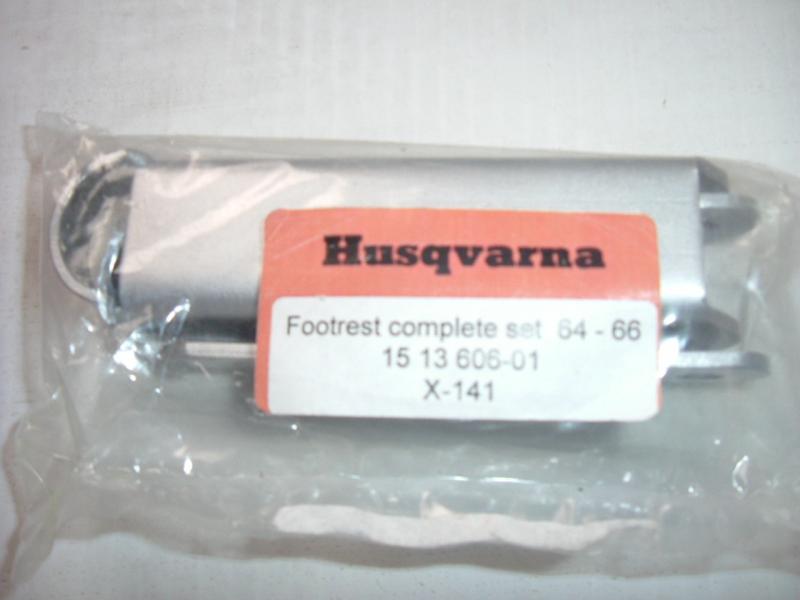 Husqvarna
Footrest complete set 64 - 66
15 13 606-01
X-141